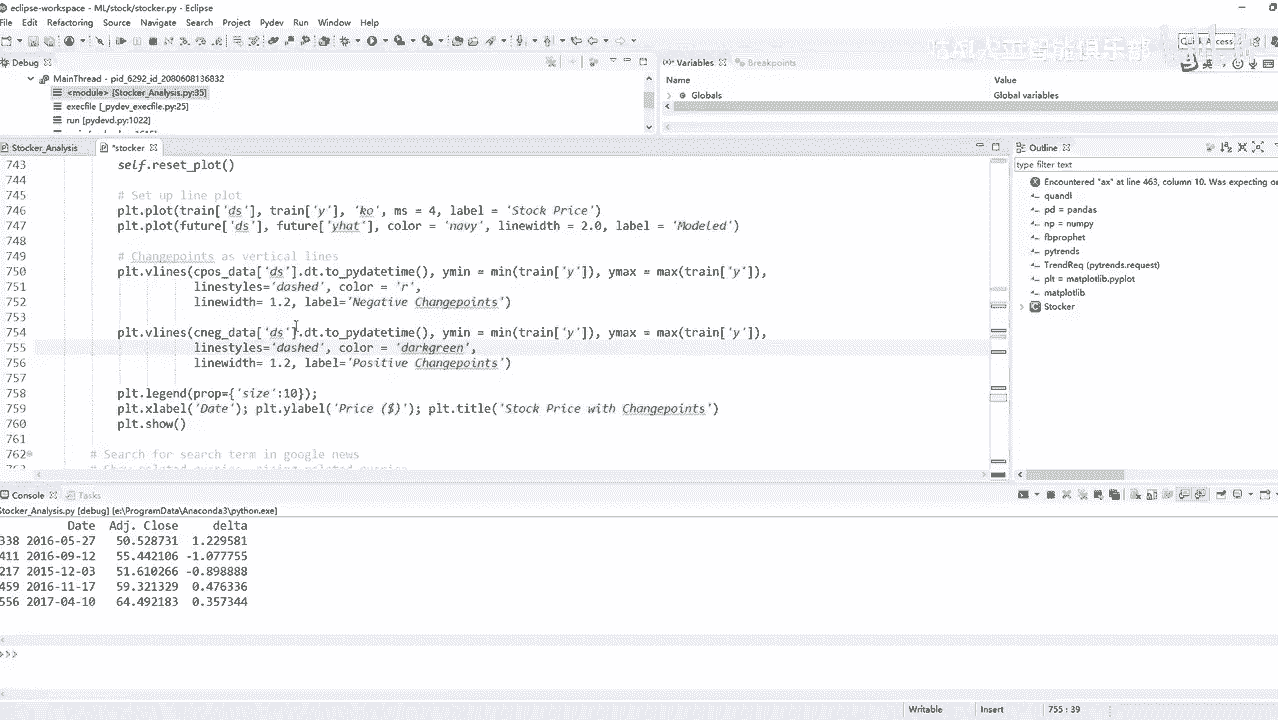 eclipse-workspace - ML/stock/stocker.py - Eclipse
File Edit Refactoring Source Navigate Search Project Pydev Run Window Help
Debug
MainThread - pid_6292_id_2080608136832
<module> [Stocker_Analysis.py:35]
execfile [_pydev_execfile.py:25]
run [pydevd.py:1022]
Variables Breakpoints
Name Value
Globals Global variables
Stocker_Analysis *stocker
743 self.reset_plot()
744
745 # Set up line plot
746 plt.plot(train['ds'], train['y'], 'ko', ms = 4, label = 'Stock Price')
747 plt.plot(future['ds'], future['yhat'], color = 'navy', linewidth = 2.0, label = 'Modeled')
748
749 # Changepoints as vertical lines
750 plt.vlines(cpos_data['ds'].dt.to_pydatetime(), ymin = min(train['y']), ymax = max(train['y']),
751 linestyles='dashed', color = 'r',
752 linewidth= 1.2, label='Negative Changepoints')
753
754 plt.vlines(cneg_data['ds'].dt.to_pydatetime(), ymin = min(train['y']), ymax = max(train['y']),
755 linestyles='dashed', color = 'darkgreen',
756 linewidth= 1.2, label='Positive Changepoints')
757
758 plt.legend(prop={'size':10});
759 plt.xlabel('Date'); plt.ylabel('Price ($)'); plt.title('Stock Price with Changepoints')
760 plt.show()
761
762 # Search for search term in google news
Outline
type filter text
Encountered "ax" at line 463, column 10. Was expecting on
quandl
pd = pandas
np = numpy
fbprophet
pytrends
TrendReq (pytrends.request)
plt = matplotlib.pyplot
matplotlib
Stocker
Console Tasks
Stocker_Analysis.py [debug] [e:\ProgramData\Anaconda3\python.exe]
Date Adj. Close delta
338 2016-05-27 50.528731 1.229581
411 2016-09-12 55.442106 -1.077755
217 2015-12-03 51.610266 -0.898888
459 2016-11-17 59.321329 0.476336
556 2017-04-10 64.492183 0.357344
>>>
Writable Insert 755 : 39